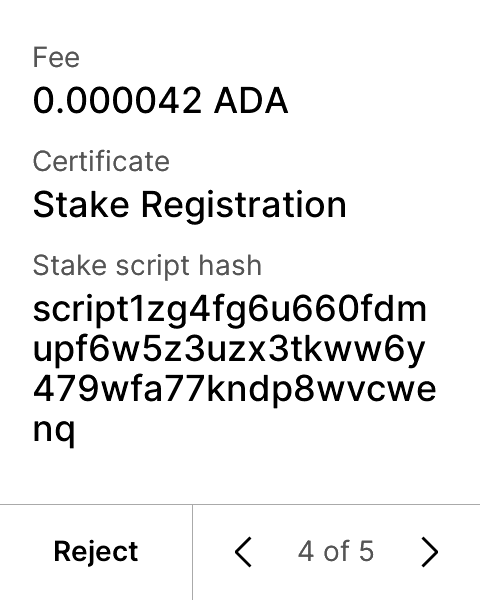 Fee
0.000042 ADA
Certificate
Stake Registration
Stake script hash
script1zg4fg6u660fdm
upf6w5z3uzx3tkww6y
479wfa77kndp8wvcwe
nq
Reject
4 of 5